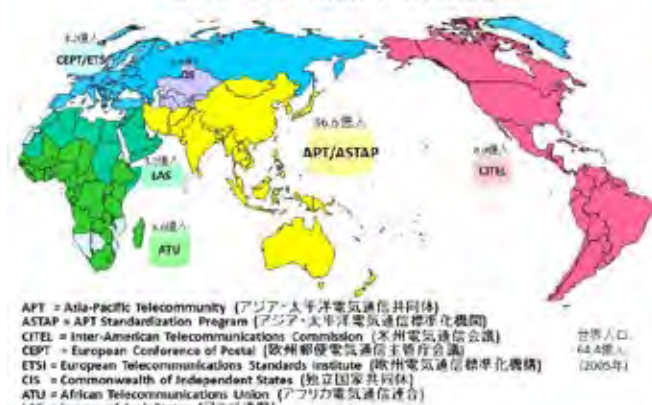 CEPT/ETS
CIS
36.6億人
APT/ASTAP
LAS
CITEL
ATU
APT = Asia-Pacific Telecommunity (アジア・太平洋電気通信共同体)
ASTAP = APT Standardization Program (アジア・太平洋電気通信標準化機関)
CITEL = Inter-American Telecommunications Commission (米州電気通信会議)
世界人口
CEPT = European Conference of Postal (欧州郵便電気通信主管庁会議)
64.4億人
ETSI = European Telecommunications Standards Institute (欧州電気通信標準化機構)
(2005年)
CIS = Commonwealth of Independent States (独立国家共同体)
ATU = African Telecommunications Union (アフリカ電気通信連合)